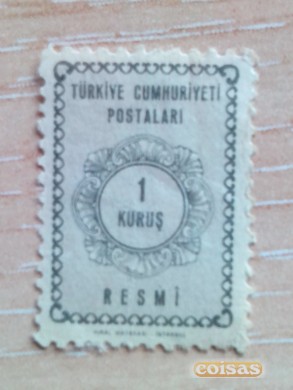 TÜRKİYE CUMHURİYETİ
POSTALARI
1
KURUŞ
RESMİ
coisas